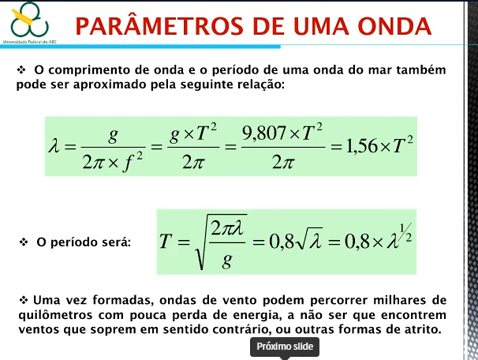 PARÂMETROS DE UMA ONDA
Universidade Federal do ABC
❖ O comprimento de onda e o período de uma onda do mar também
pode ser aproximado pela seguinte relação:
λ = g / (2π × f²) = (g × T²) / 2π = (9,807 × T²) / 2π = 1,56 × T²
❖ O período será: T = √(2πλ / g) = 0,8√λ = 0,8 × λ^(1/2)
❖ Uma vez formadas, ondas de vento podem percorrer milhares de
quilômetros com pouca perda de energia, a não ser que encontrem
ventos que soprem em sentido contrário, ou outras formas de atrito.
Próximo slide